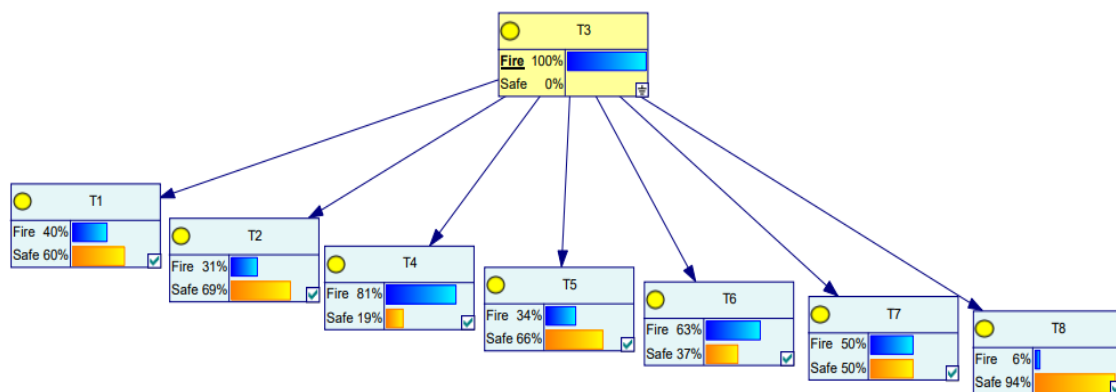 T3
Fire 100%
Safe 0%
T1
Fire 40%
Safe 60%
T2
Fire 31%
Safe 69%
T4
Fire 81%
Safe 19%
T5
Fire 34%
Safe 66%
T6
Fire 63%
Safe 37%
T7
Fire 50%
Safe 50%
T8
Fire 6%
Safe 94%